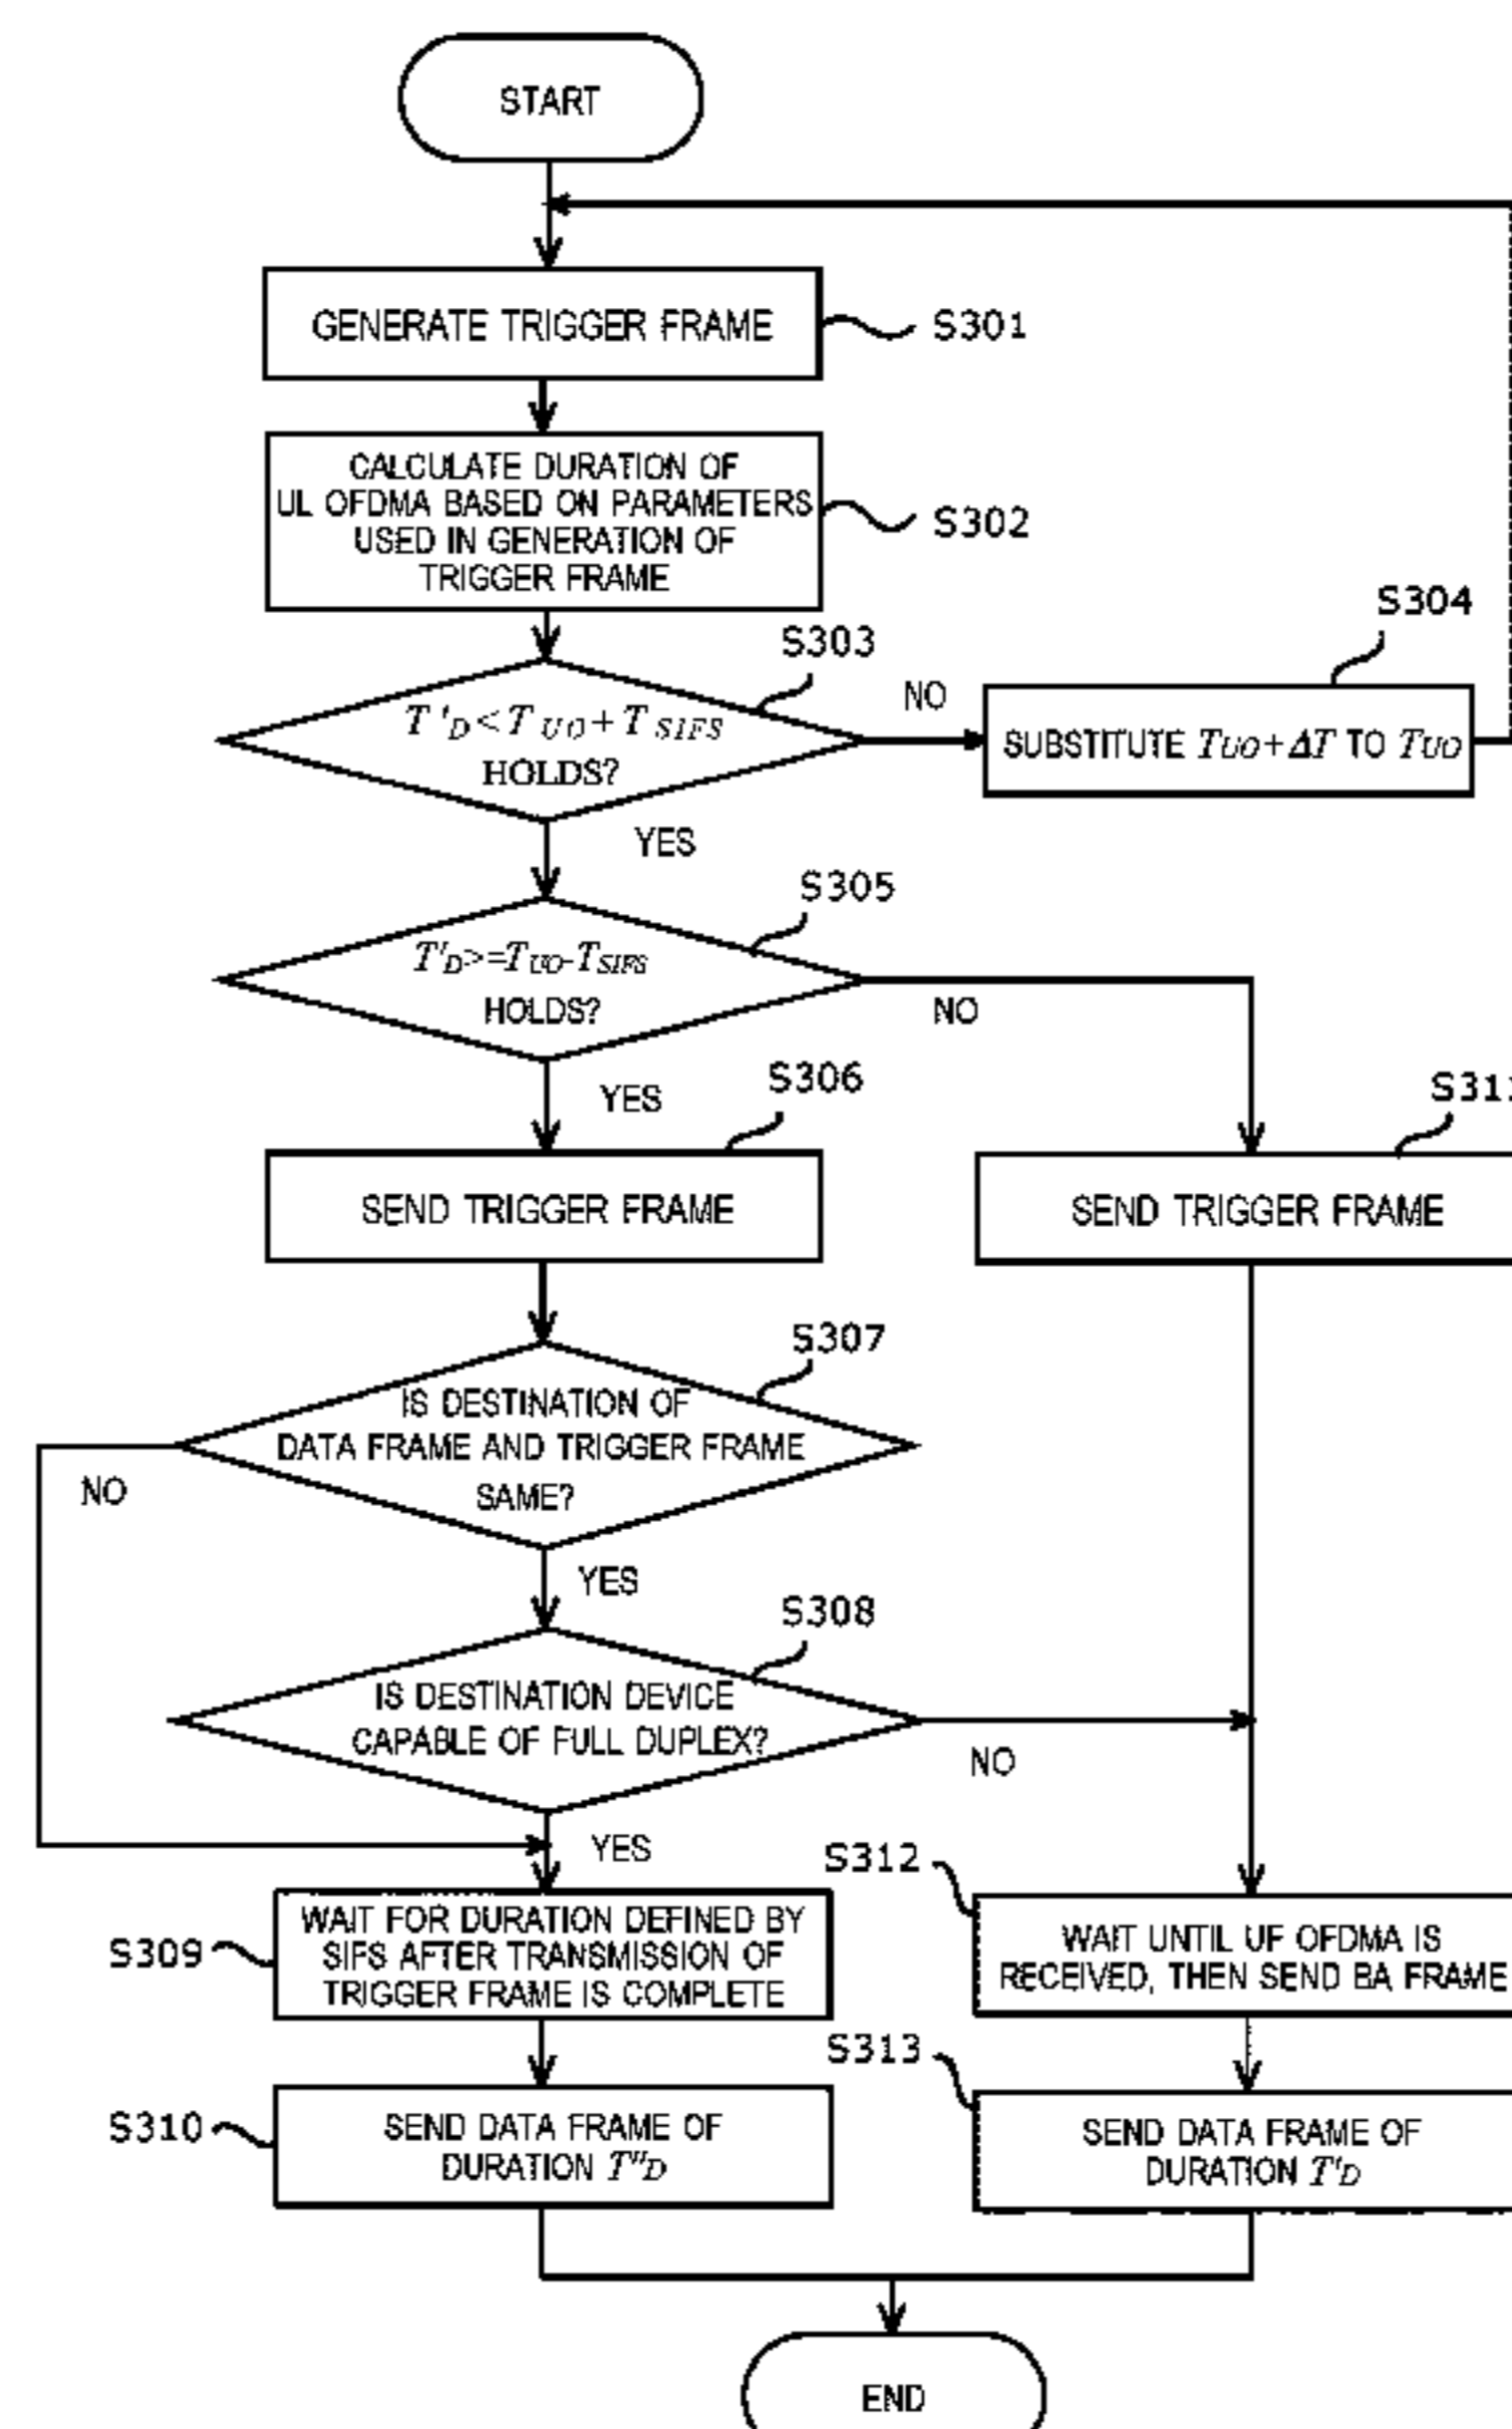 START
GENERATE TRIGGER FRAME
S301
CALCULATE DURATION OF
UL OFDMA BASED ON PARAMETERS
USED IN GENERATION OF
TRIGGER FRAME
S302
S303
T'D < T UO + T SIFS
HOLDS?
NO
S304
SUBSTITUTE TUO+ΔT TO TUO
YES
S305
T'D>=TUO-TSIFS
HOLDS?
NO
YES
S306
SEND TRIGGER FRAME
S311
SEND TRIGGER FRAME
S307
IS DESTINATION OF
DATA FRAME AND TRIGGER FRAME
SAME?
NO
YES
S308
IS DESTINATION DEVICE
CAPABLE OF FULL DUPLEX?
NO
YES
S309
WAIT FOR DURATION DEFINED BY
SIFS AFTER TRANSMISSION OF
TRIGGER FRAME IS COMPLETE
S312
WAIT UNTIL UF OFDMA IS
RECEIVED, THEN SEND BA FRAME
S310
SEND DATA FRAME OF
DURATION T"D
S313
SEND DATA FRAME OF
DURATION T'D
END